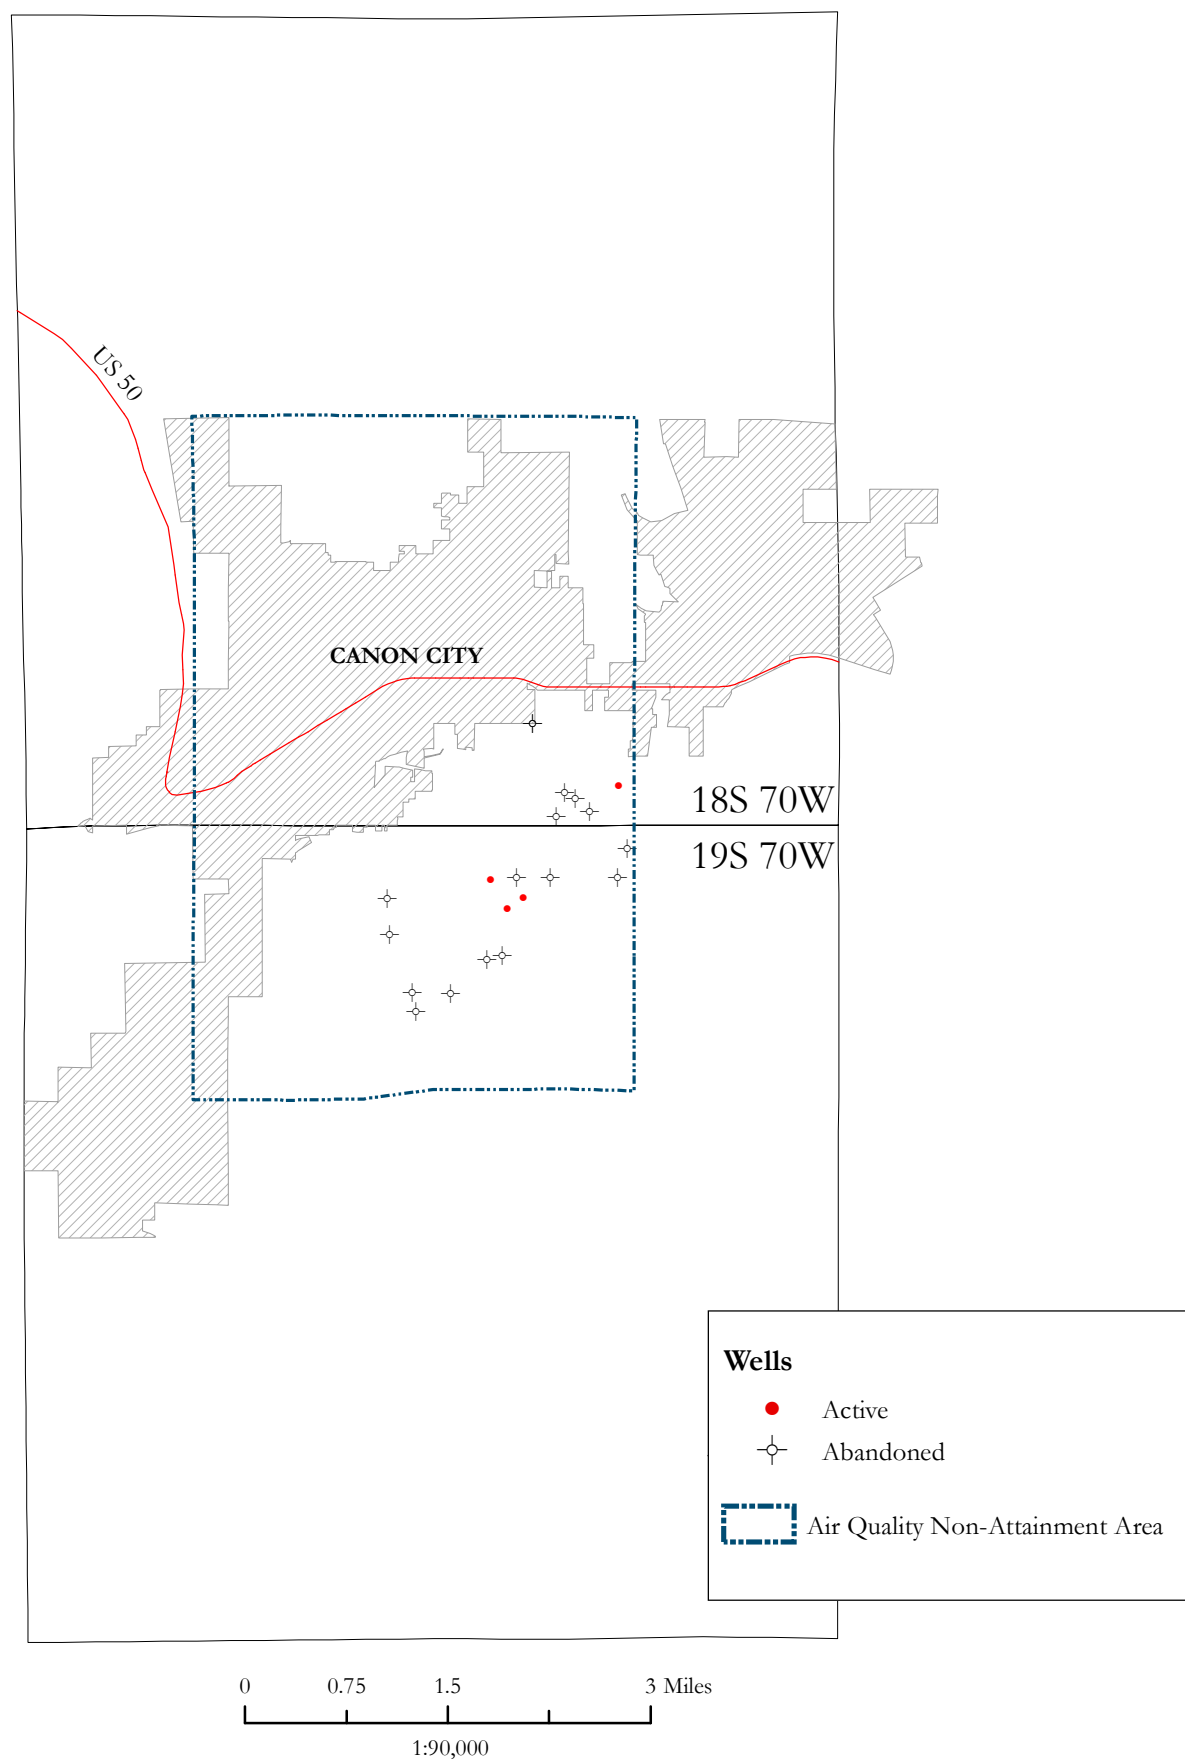 US 50
CANON CITY
18S 70W
19S 70W
Wells
Active
Abandoned
Air Quality Non-Attainment Area
0 0.75 1.5 3 Miles
1:90,000